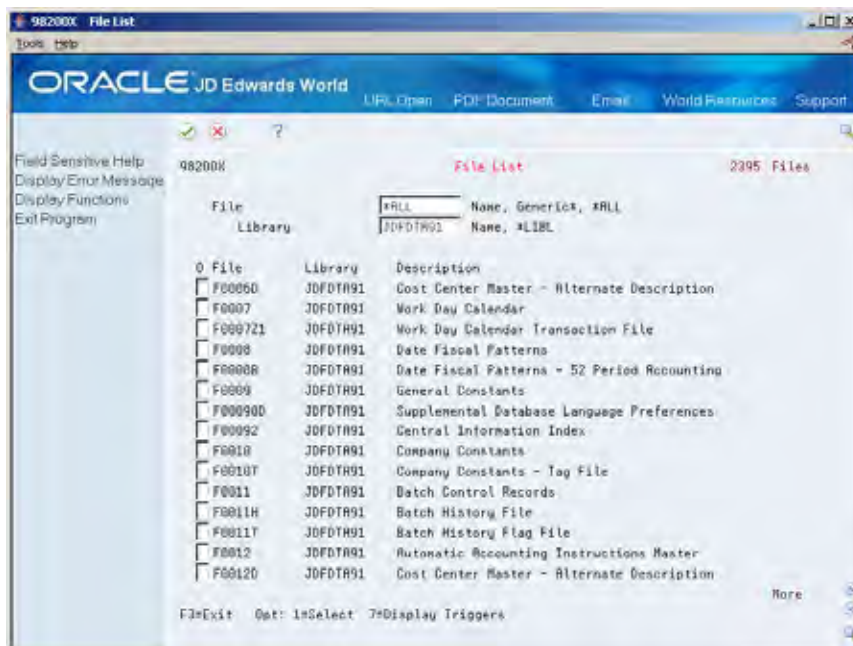 98200X File List
Tools Help
ORACLE JD Edwards World
URL Open PDF Document Email World Resources Support
?
Field Sensitive Help
Display Error Message
Display Functions
Exit Program
98200X File List 2395 Files
File *ALL Name, Generic*, *ALL
Library JDFDTA91 Name, *LIBL
O File Library Description
F0006D JDFDTA91 Cost Center Master - Alternate Description
F0007 JDFDTA91 Work Day Calendar
F0007Z1 JDFDTA91 Work Day Calendar Transaction File
F0008 JDFDTA91 Date Fiscal Patterns
F0008B JDFDTA91 Date Fiscal Patterns - 52 Period Accounting
F0009 JDFDTA91 General Constants
F00090D JDFDTA91 Supplemental Database Language Preferences
F00092 JDFDTA91 Central Information Index
F0010 JDFDTA91 Company Constants
F0010T JDFDTA91 Company Constants - Tag File
F0011 JDFDTA91 Batch Control Records
F0011H JDFDTA91 Batch History File
F0011T JDFDTA91 Batch History Flag File
F0012 JDFDTA91 Automatic Accounting Instructions Master
F0012D JDFDTA91 Cost Center Master - Alternate Description
More
F3=Exit Opt: 1=Select 7=Display Triggers